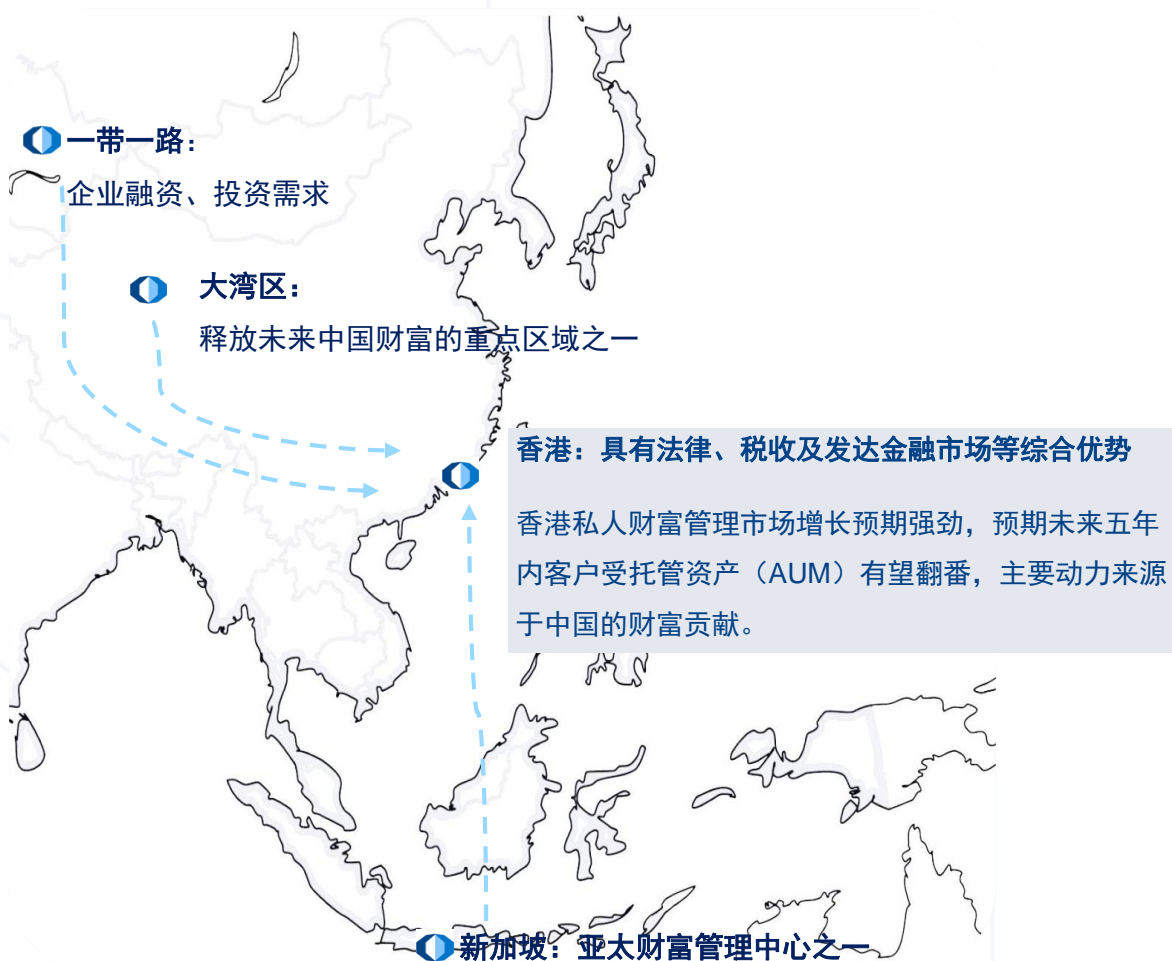 一带一路：
企业融资、投资需求
大湾区：
释放未来中国财富的重点区域之一
香港：具有法律、税收及发达金融市场等综合优势
香港私人财富管理市场增长预期强劲，预期未来五年
内客户受托管资产（AUM）有望翻番，主要动力来源
于中国的财富贡献。
新加坡：亚太财富管理中心之一